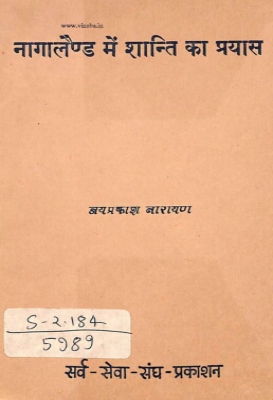 www.vinoba.in
नागालैण्ड में शान्ति का प्रयास
जयप्रकाश नारायण
S-2.184
5989
सर्व-सेवा-संघ-प्रकाशन